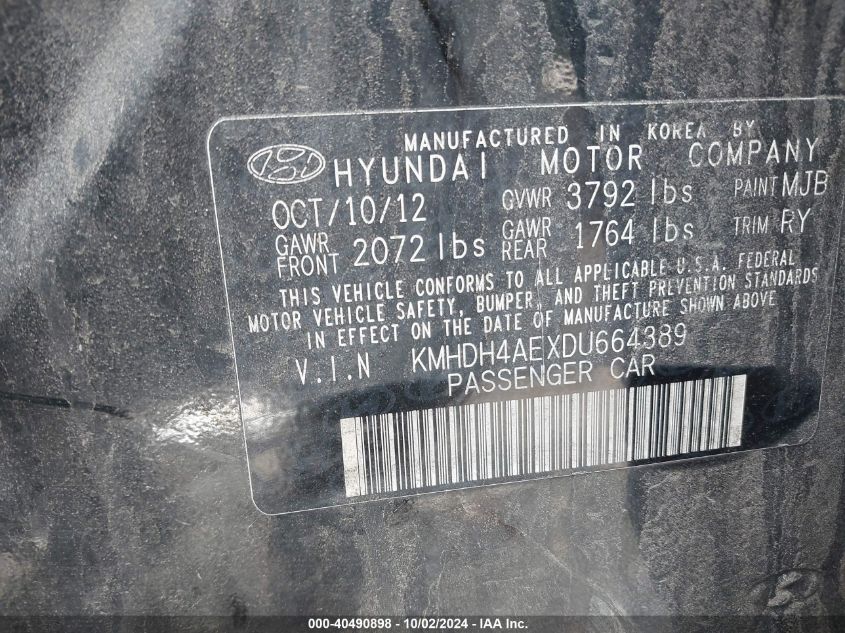 MANUFACTURED IN KOREA BY
HYUNDAI MOTOR COMPANY
OCT/10/12 GVWR 3792 lbs PAINT MJB
GAWR FRONT 2072 lbs GAWR REAR 1764 lbs TRIM RY
THIS VEHICLE CONFORMS TO ALL APPLICABLE U.S.A. FEDERAL
MOTOR VEHICLE SAFETY, BUMPER, AND THEFT PREVENTION STANDARDS
IN EFFECT ON THE DATE OF MANUFACTURE SHOWN ABOVE
V.I.N KMHDH4AEXDU664389
PASSENGER CAR
000-40490898 - 10/02/2024 - IAA Inc.